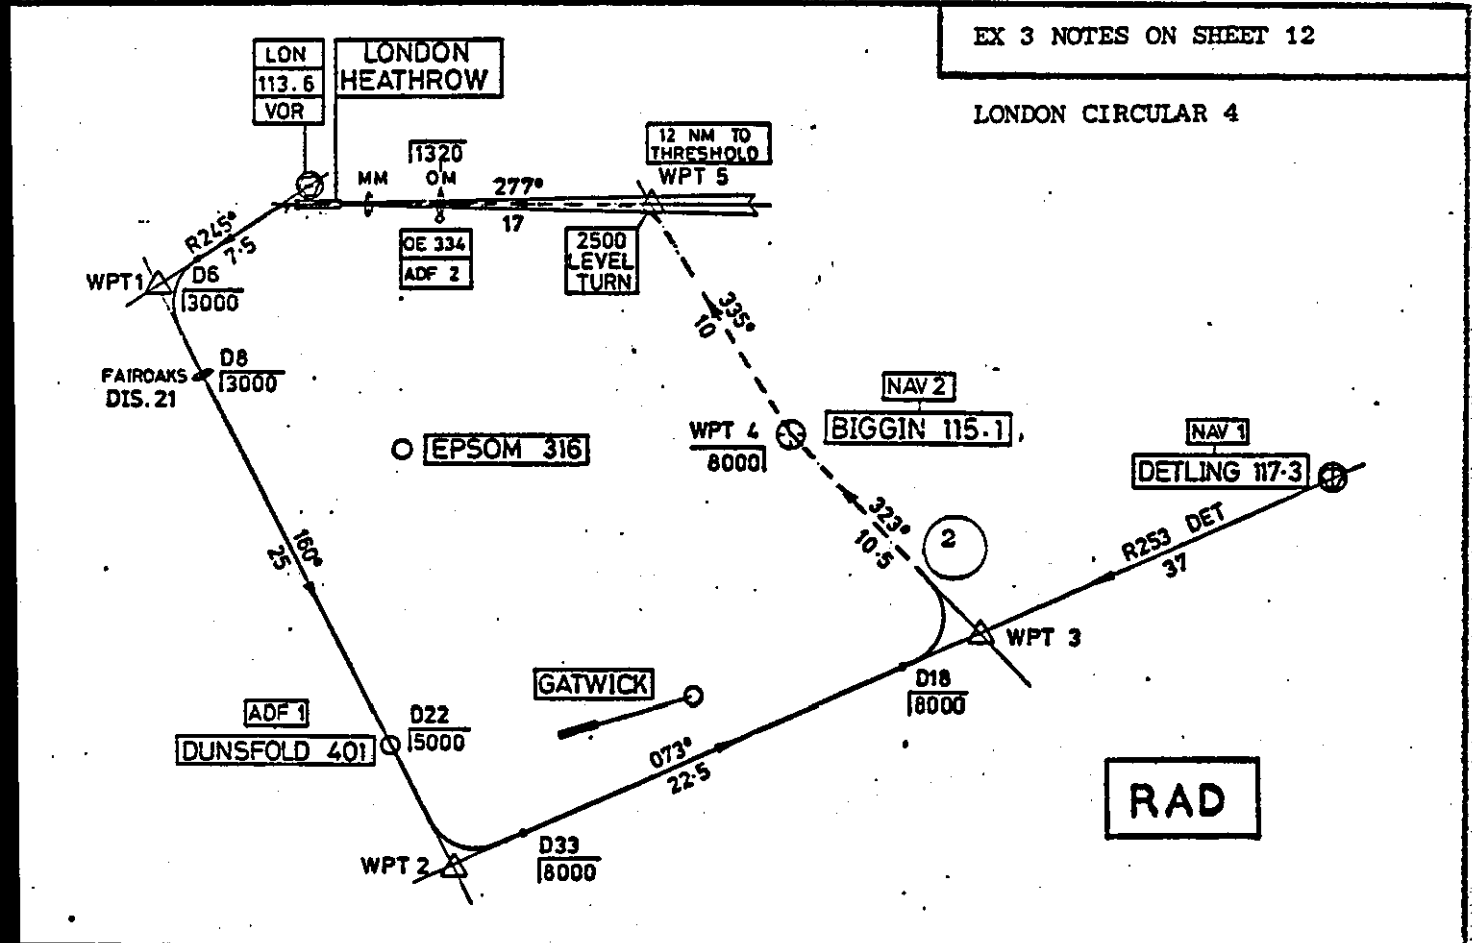 EX 3 NOTES ON SHEET 12
LONDON CIRCULAR 4
LON
113.6
VOR
LONDON
HEATHROW
12 NM TO
THRESHOLD
WPT 5
1320
MM
OM
277°
17
OE 334
ADF 2
2500
LEVEL
TURN
R245°
7.5
WPT 1
D6
3000
335°
10
FAIROAKS
DIS. 21
D8
3000
NAV 2
BIGGIN 115.1
WPT 4
8000
NAV 1
DETLING 117.3
EPSOM 316
323°
10.5
2
R253 DET
37
160°
25
WPT 3
GATWICK
D18
8000
ADF 1
DUNSFOLD 401
D22
5000
073°
22.5
RAD
WPT 2
D33
8000